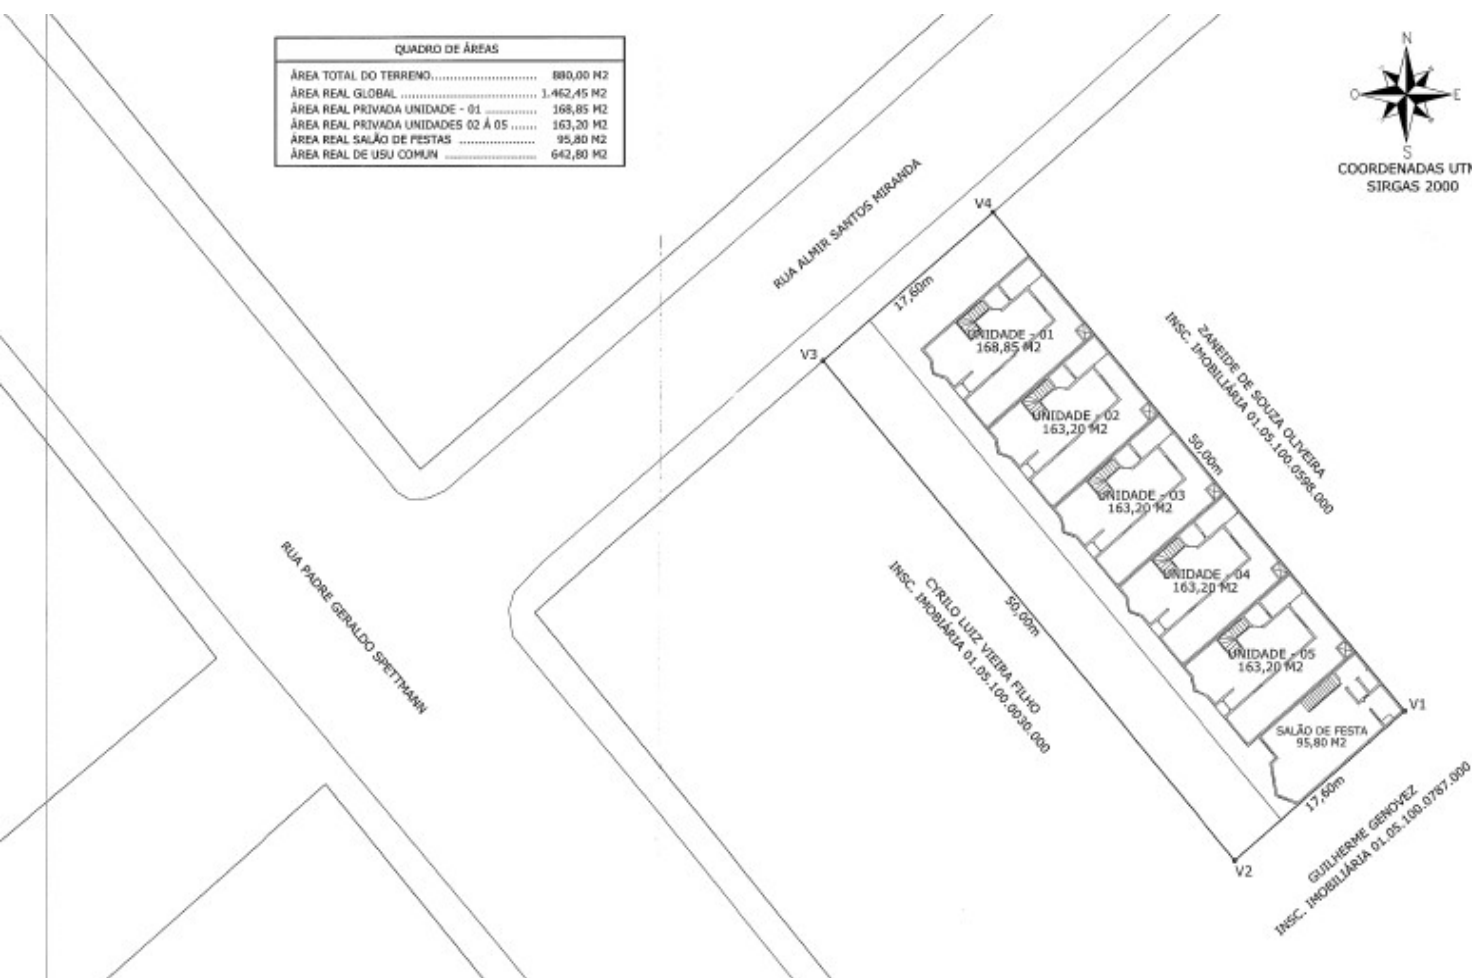 QUADRO DE ÁREAS
ÁREA TOTAL DO TERRENO.......................... 880,00 M2
ÁREA REAL GLOBAL ................................. 1.462,45 M2
ÁREA REAL PRIVADA UNIDADE - 01 ............. 168,85 M2
ÁREA REAL PRIVADA UNIDADES 02 Á 05 ....... 163,20 M2
ÁREA REAL SALÃO DE FESTAS ................... 95,80 M2
ÁREA REAL DE USU COMUN ....................... 642,80 M2
N
O
E
S
COORDENADAS UTM
SIRGAS 2000
RUA ALMIR SANTOS MIRANDA
V4
17,60m
V3
UNIDADE - 01
168,85 M2
UNIDADE - 02
163,20 M2
UNIDADE - 03
163,20 M2
UNIDADE - 04
163,20 M2
UNIDADE - 05
163,20 M2
SALÃO DE FESTA
95,80 M2
ZANEIDE DE SOUZA OLIVEIRA
INSC. IMOBILIÁRIA 01.05.100.0598.000
50,00m
50,00m
CYRILO LUIZ VIEIRA FILHO
INSC. IMOBIÁRIA 01.05.100.0030.000
RUA PADRE GERALDO SPETTMANN
V1
17,60m
V2
GUILHERME GENOVEZ
INSC. IMOBILIÁRIA 01.05.100.0787.000